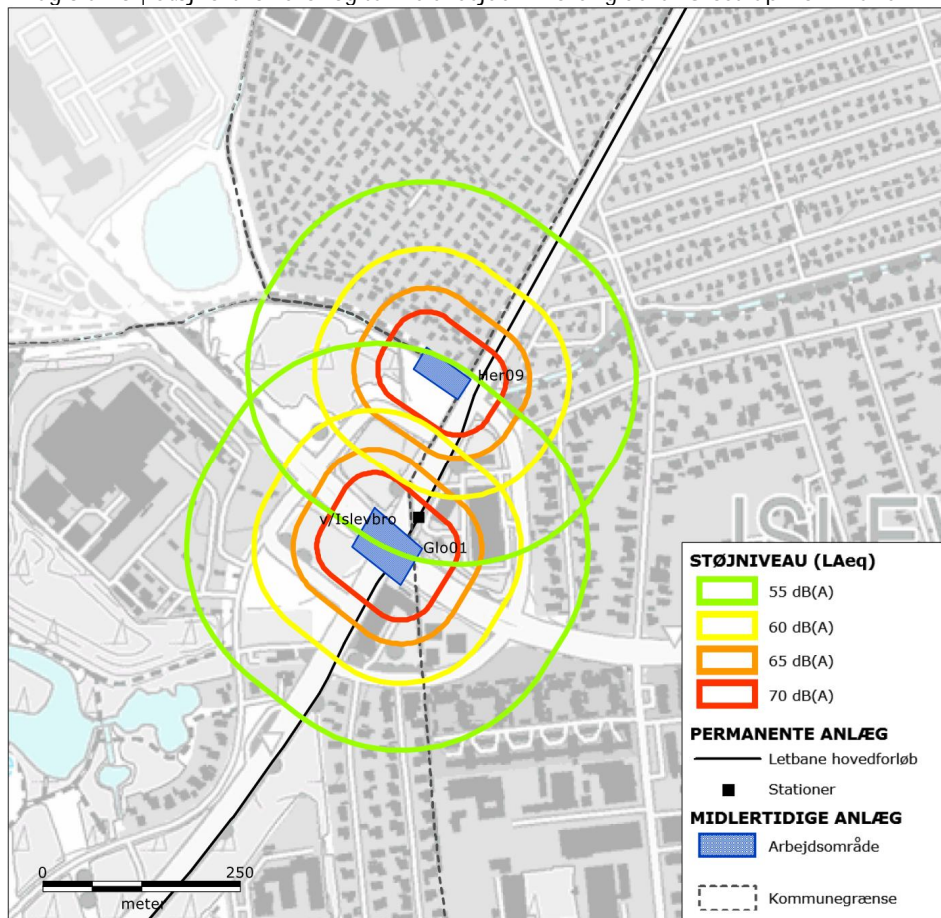 Her09
v/Islevbro
Glo01
STØJNIVEAU (LAeq)
55 dB(A)
60 dB(A)
65 dB(A)
70 dB(A)
PERMANENTE ANLÆG
Letbane hovedforløb
Stationer
MIDLERTIDIGE ANLÆG
Arbejdsområde
Kommunegrænse
0 250
meter